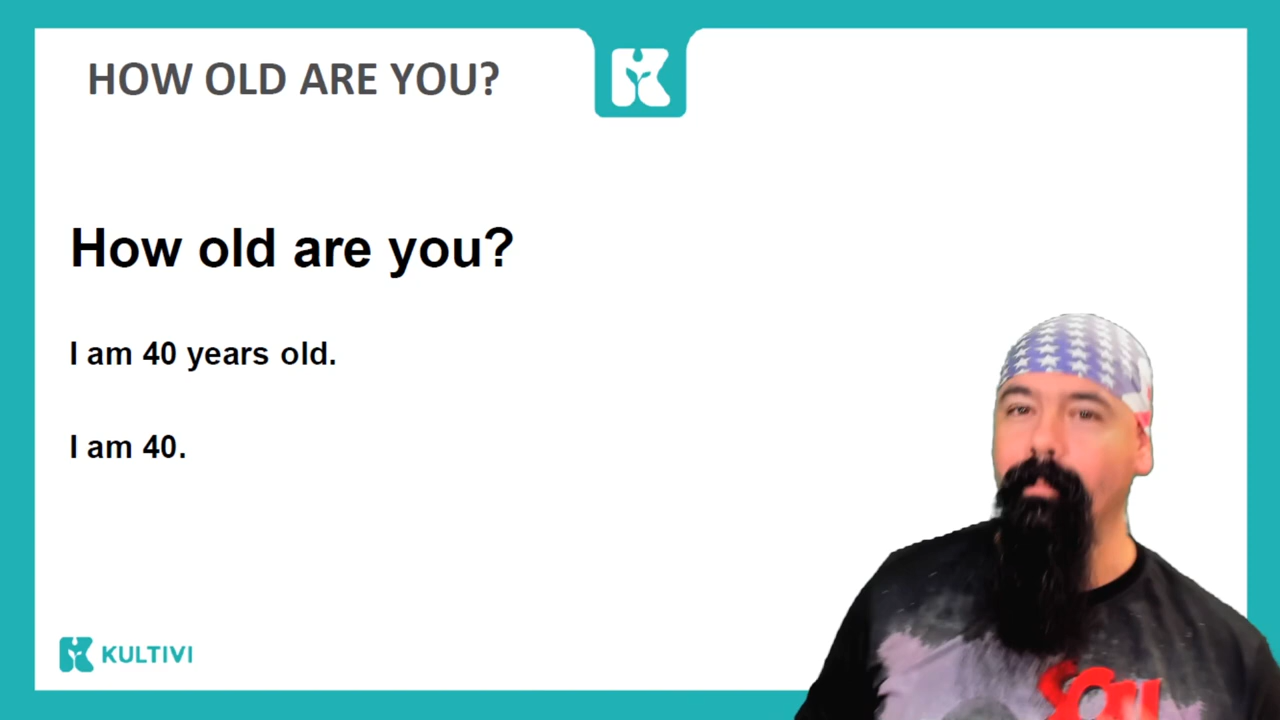 HOW OLD ARE YOU?
How old are you?
I am 40 years old.
I am 40.
KULTIVI